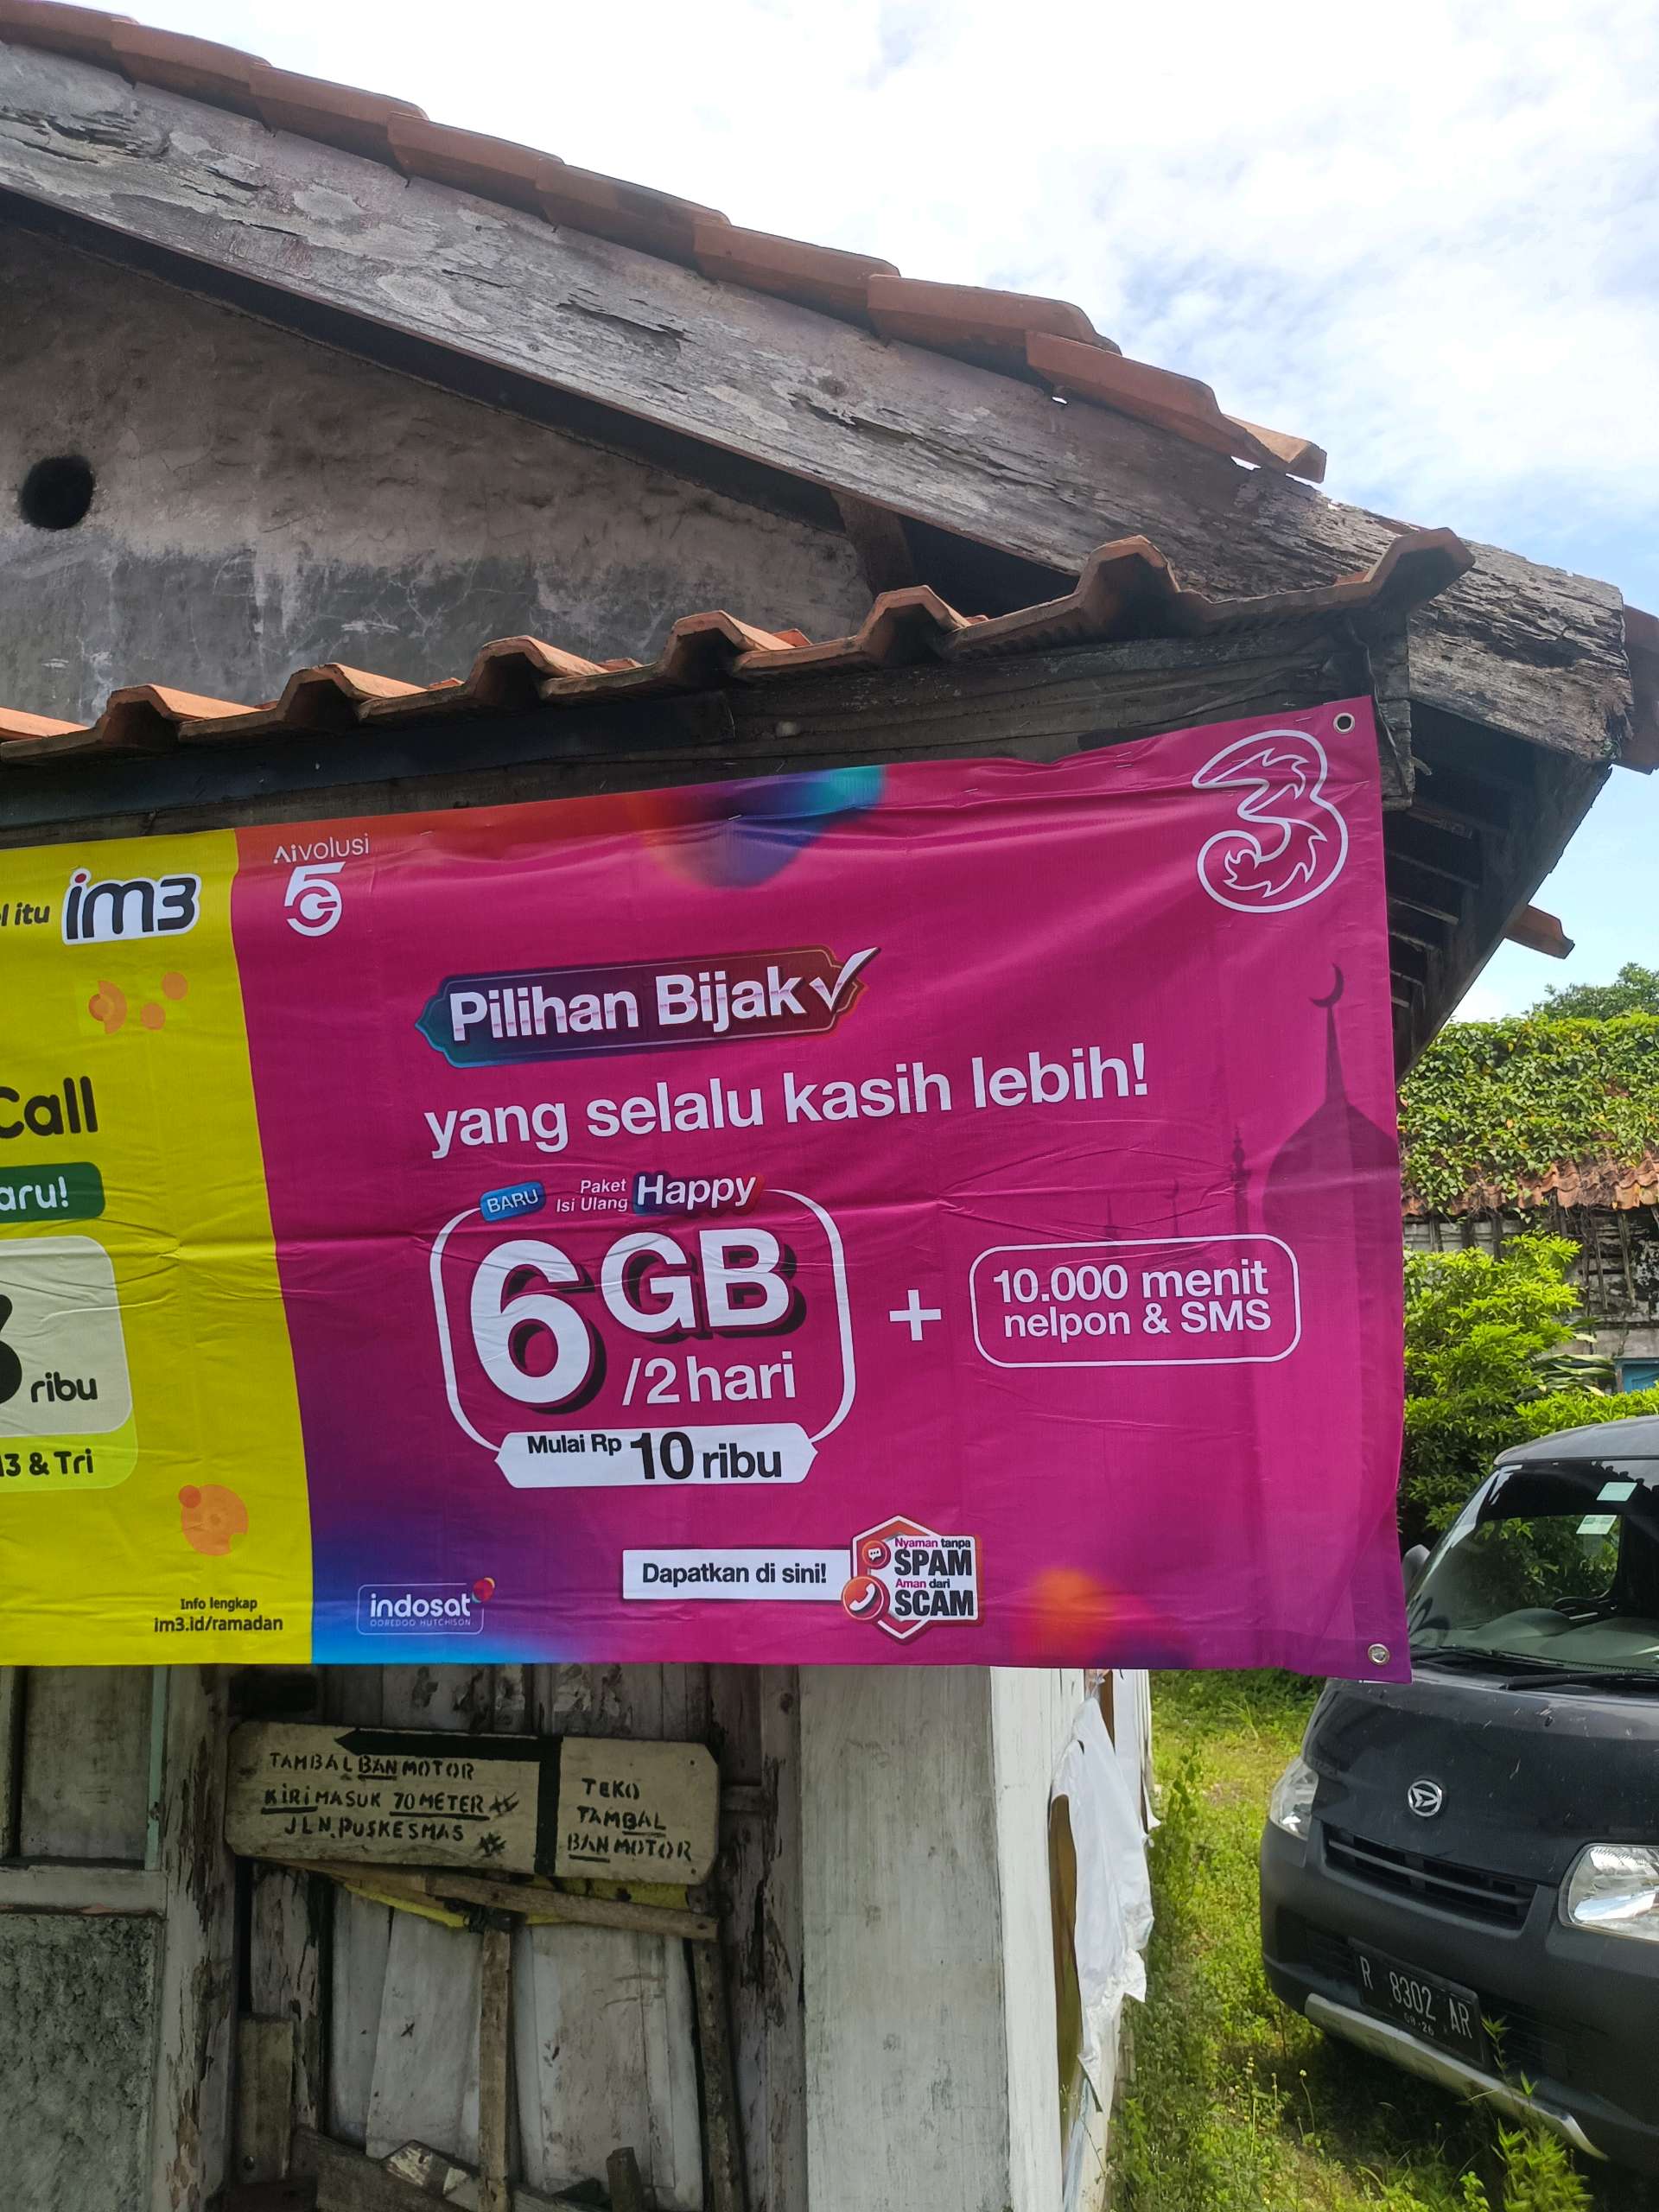 itu im3
Call
aru!
ribu
3 & Tri
Info lengkap
im3.id/ramadan
AIvolusi
5G
3
Pilihan Bijak
yang selalu kasih lebih!
BARU
Paket
Isi Ulang
Happy
6 GB
/2 hari
Mulai Rp 10 ribu
+
10.000 menit
nelpon & SMS
Dapatkan di sini!
Nyaman tanpa
SPAM
Aman dari
SCAM
indosat
OOREDOO HUTCHISON
TAMBAL BAN MOTOR
KIRI MASUK 70 METER
JLN. PUSKESMAS
TEKO
TAMBAL
BAN MOTOR
R 8302 AR